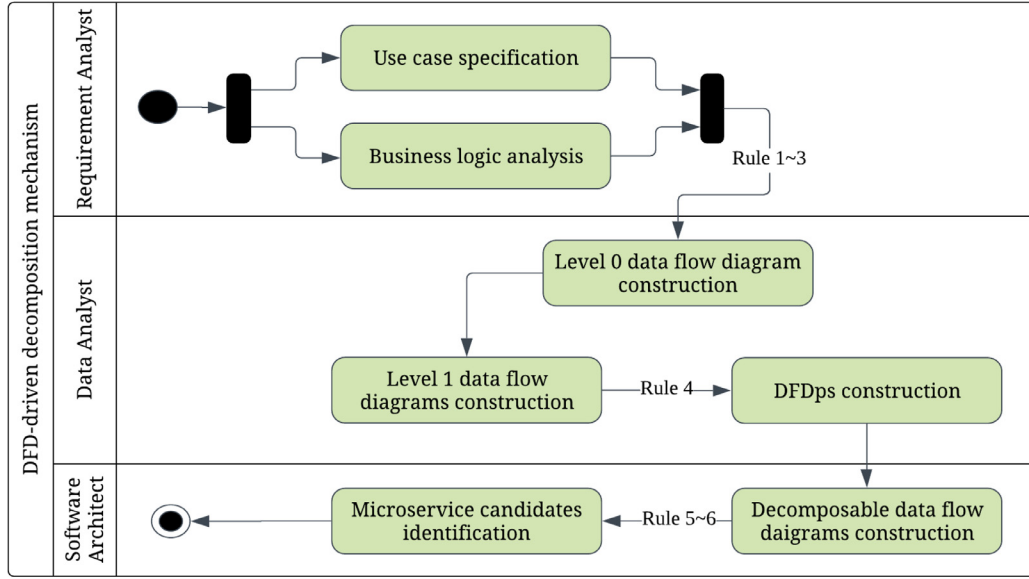 DFD-driven decomposition mechanism
Requirement Analyst
Use case specification
Business logic analysis
Rule 1~3
Data Analyst
Level 0 data flow diagram
construction
Level 1 data flow
diagrams construction
Rule 4
DFDps construction
Software
Architect
Microservice candidates
identification
Rule 5~6
Decomposable data flow
daigrams construction